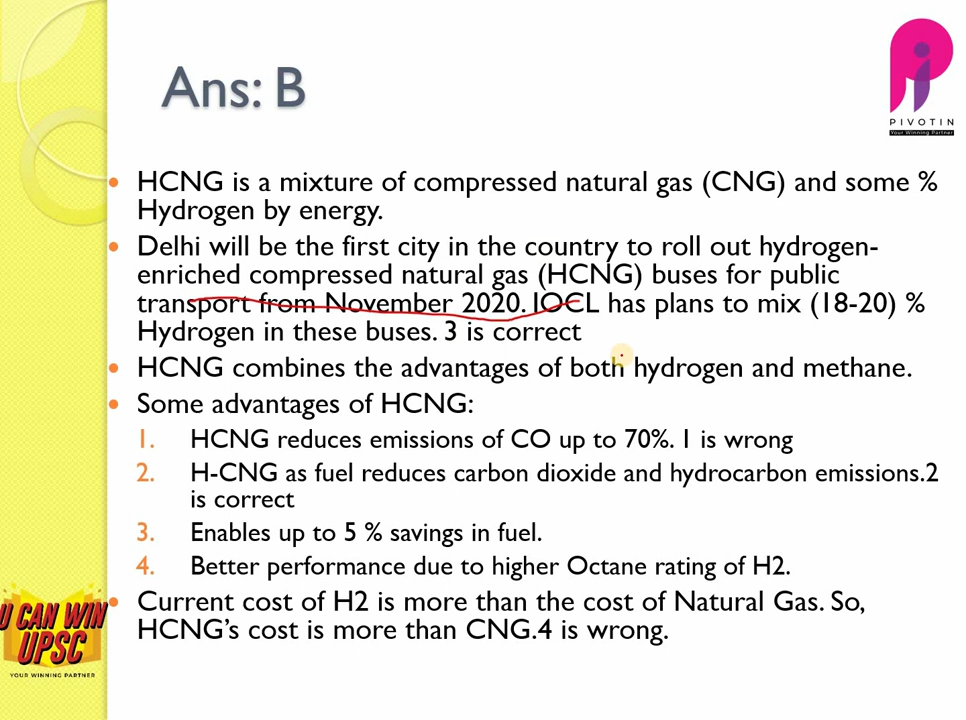 Ans: B
PIVOTIN
Your Winning Partner
• HCNG is a mixture of compressed natural gas (CNG) and some %
Hydrogen by energy.
• Delhi will be the first city in the country to roll out hydrogen-
enriched compressed natural gas (HCNG) buses for public
transport from November 2020. IOCL has plans to mix (18-20) %
Hydrogen in these buses. 3 is correct
• HCNG combines the advantages of both hydrogen and methane.
• Some advantages of HCNG:
1. HCNG reduces emissions of CO up to 70%. 1 is wrong
2. H-CNG as fuel reduces carbon dioxide and hydrocarbon emissions.2
is correct
3. Enables up to 5 % savings in fuel.
4. Better performance due to higher Octane rating of H2.
• Current cost of H2 is more than the cost of Natural Gas. So,
HCNG's cost is more than CNG.4 is wrong.
U CAN WIN
UPSC
YOUR WINNING PARTNER